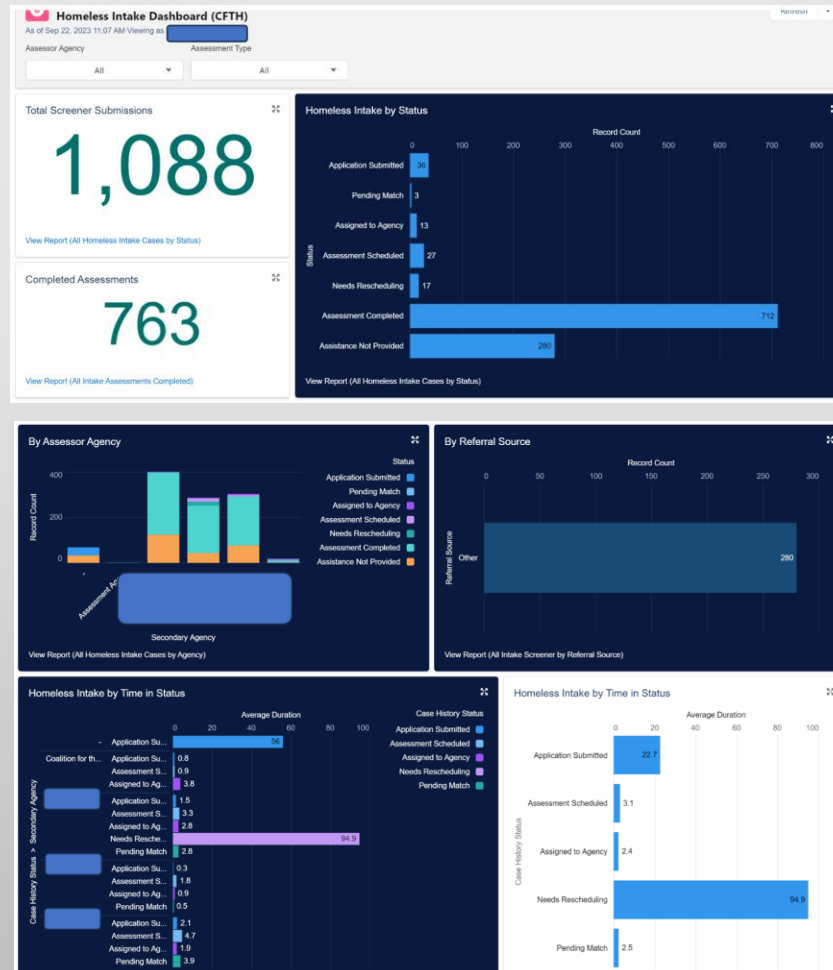 Homeless Intake Dashboard (CFTH)
As of Sep 22, 2023 11:07 AM·Viewing as
Refresh
Assessor Agency
Assessment Type
All
All
Total Screener Submissions
1,088
View Report (All Homeless Intake Cases by Status)
Completed Assessments
763
View Report (All Intake Assessments Completed)
Homeless Intake by Status
Record Count
0 100 200 300 400 500 600 700 800
Status
Application Submitted 36
Pending Match 3
Assigned to Agency 13
Assessment Scheduled 27
Needs Rescheduling 17
Assessment Completed 712
Assistance Not Provided 280
View Report (All Homeless Intake Cases by Status)
By Assessor Agency
Record Count
400
200
0
-
Secondary Agency
Status
Application Submitted
Pending Match
Assigned to Agency
Assessment Scheduled
Needs Rescheduling
Assessment Completed
Assistance Not Provided
View Report (All Homeless Intake Cases by Agency)
By Referral Source
Record Count
0 50 100 150 200 250 300
Referral Source
Other 280
View Report (All Intake Screener by Referral Source)
Homeless Intake by Time in Status
Average Duration
0 20 40 60 80 100
Case History Status > Secondary Agency
- Application Su... 56
Coalition for th... Application Su... 0.8
Assessment S... 0.9
Assigned to Ag... 3.8
Application Su... 1.5
Assessment S... 3.3
Assigned to Ag... 2.8
Needs Resche... 94.9
Pending Match 2.8
Application Su... 0.3
Assessment S... 1.8
Assigned to Ag... 0.9
Pending Match 0.5
Application Su... 2.1
Assessment S... 4.7
Assigned to Ag... 1.9
Pending Match 3.9
Case History Status
Application Submitted
Assessment Scheduled
Assigned to Agency
Needs Rescheduling
Pending Match
Homeless Intake by Time in Status
Average Duration
0 20 40 60 80 100
Case History Status
Application Submitted 22.7
Assessment Scheduled 3.1
Assigned to Agency 2.4
Needs Rescheduling 94.9
Pending Match 2.5